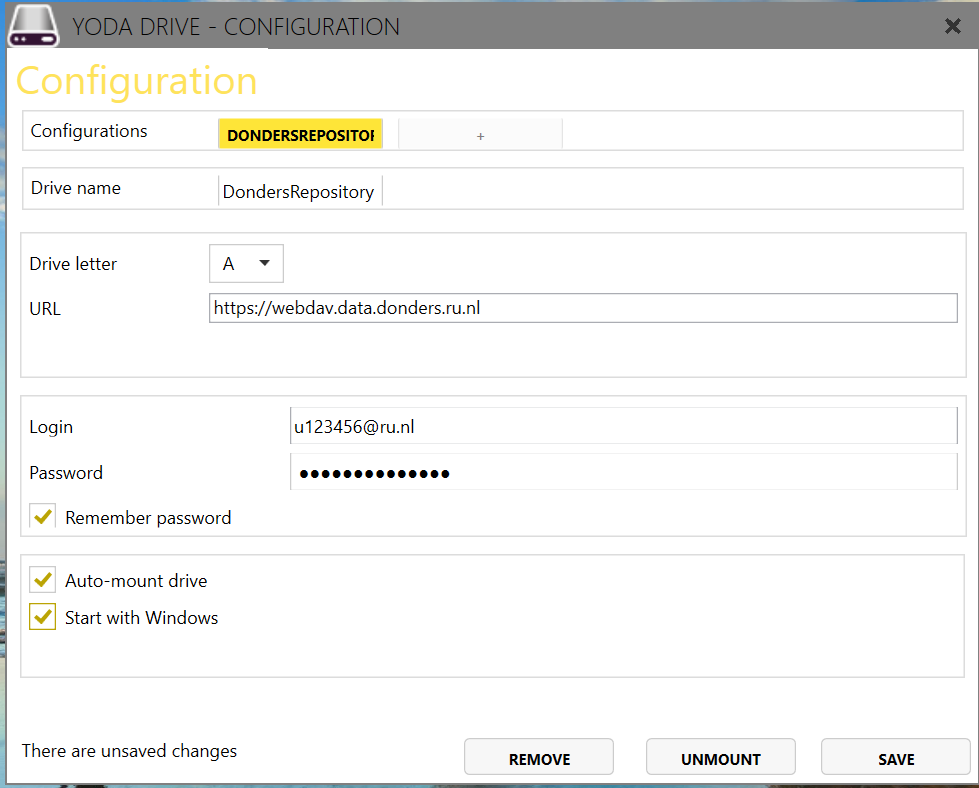 YODA DRIVE - CONFIGURATION
Configuration
Configurations DONDERSREPOSITOR +
Drive name DondersRepository
Drive letter A
URL https://webdav.data.donders.ru.nl
Login u123456@ru.nl
Password ●●●●●●●●●●●●●●
Remember password
Auto-mount drive
Start with Windows
There are unsaved changes REMOVE UNMOUNT SAVE